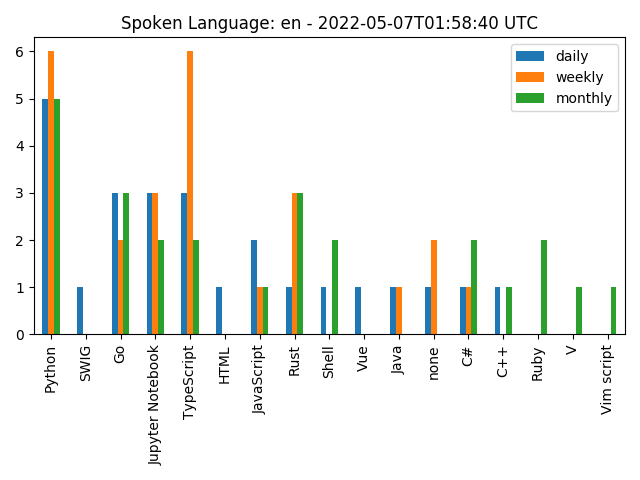 Spoken Language: en - 2022-05-07T01:58:40 UTC
daily
weekly
monthly
6
5
4
3
2
1
0
Python
SWIG
Go
Jupyter Notebook
TypeScript
HTML
JavaScript
Rust
Shell
Vue
Java
none
C#
C++
Ruby
V
Vim script